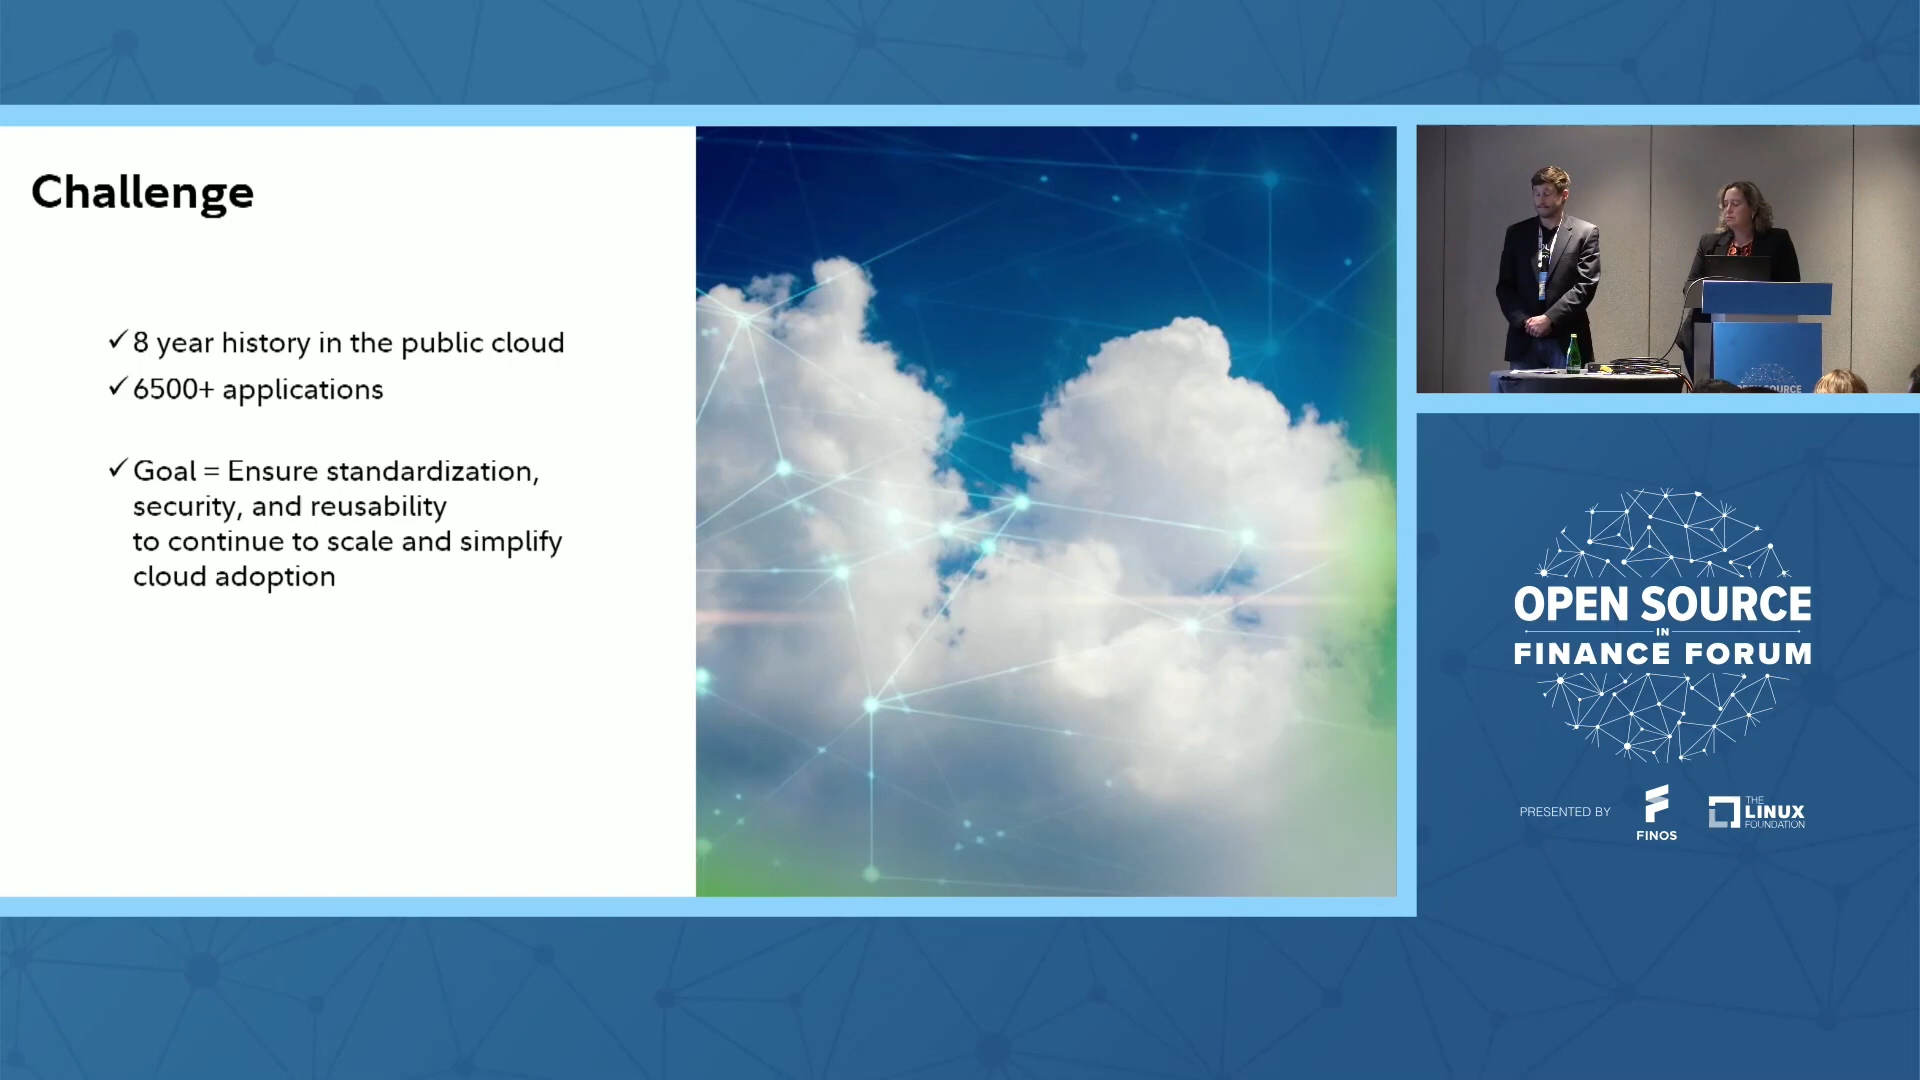 Challenge
✓ 8 year history in the public cloud
✓ 6500+ applications
✓ Goal = Ensure standardization,
security, and reusability
to continue to scale and simplify
cloud adoption
OPEN SOURCE
IN
FINANCE FORUM
PRESENTED BY
FINOS
THE
LINUX
FOUNDATION